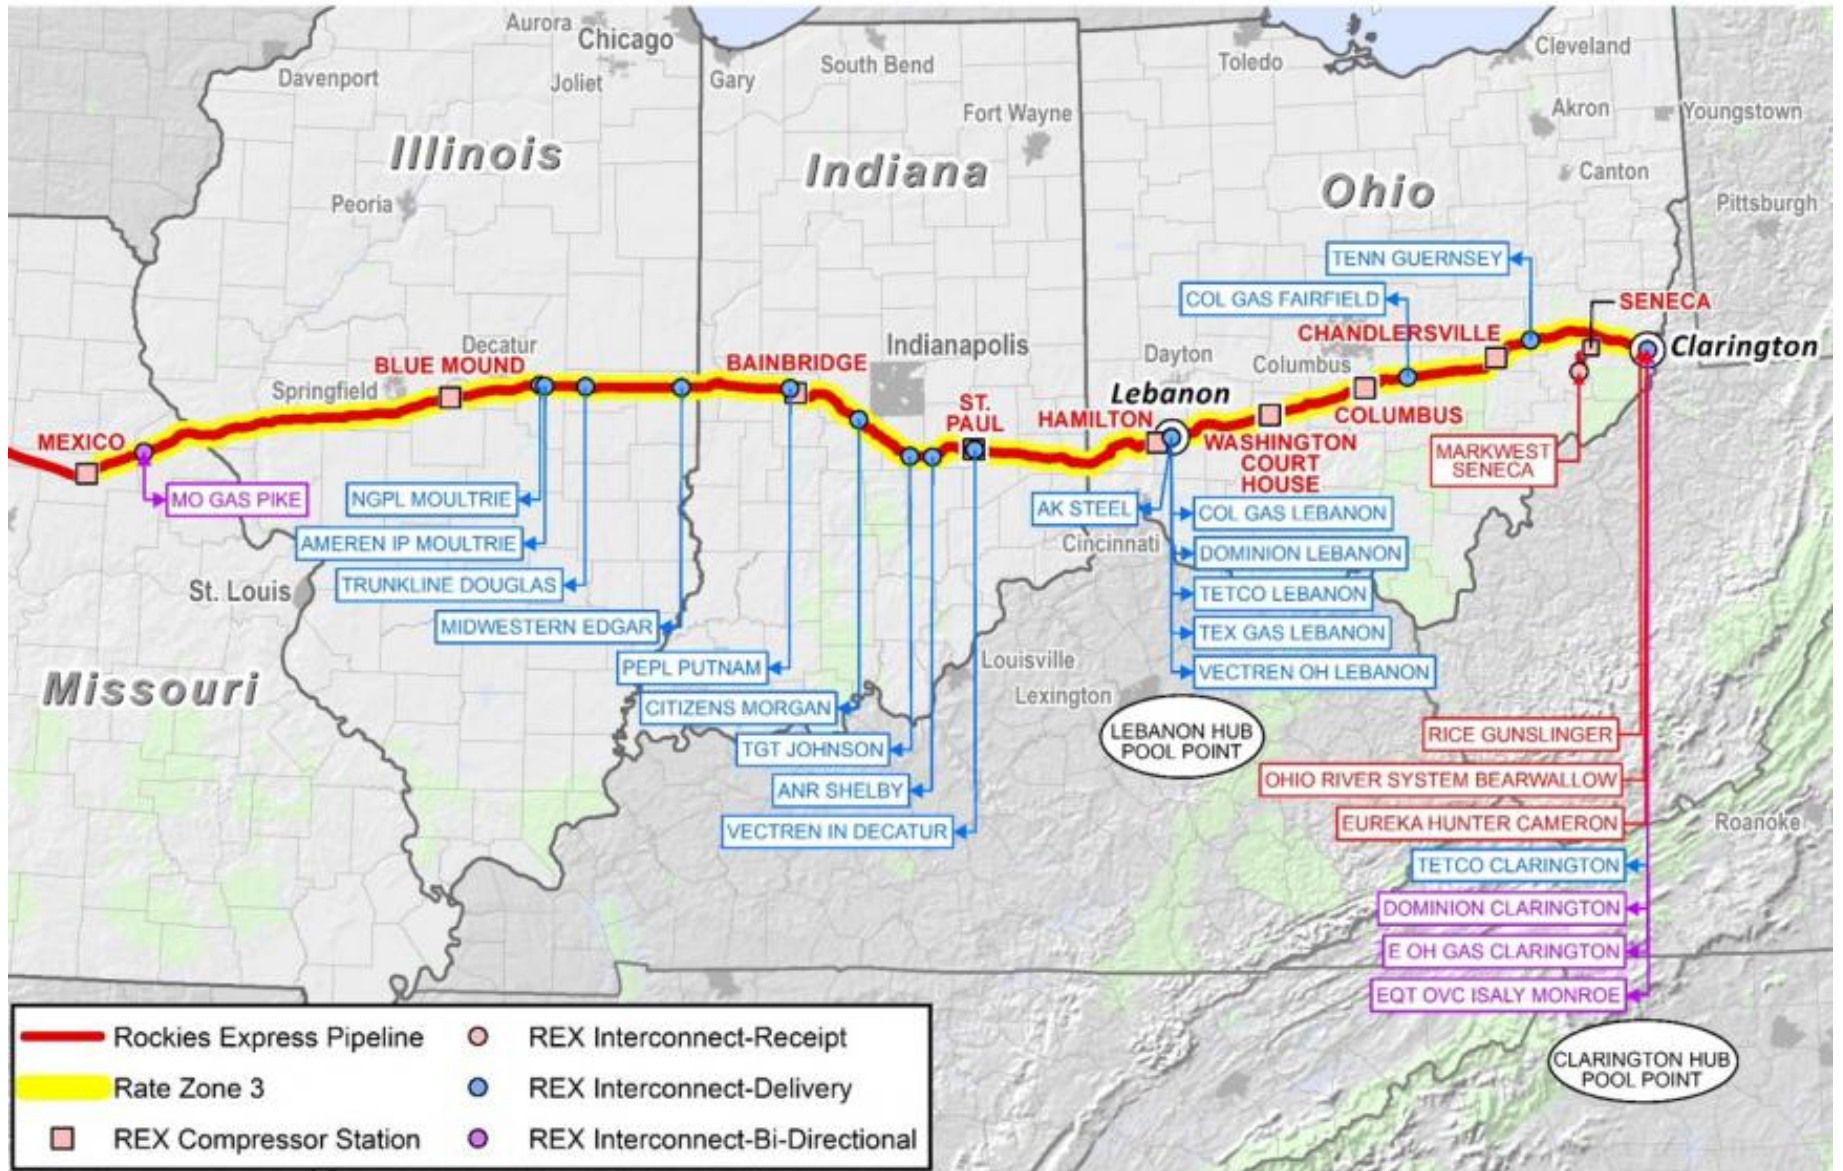 Aurora
Chicago
Davenport
Joliet
Gary
South Bend
Toledo
Cleveland
Fort Wayne
Akron
Youngstown
Illinois
Indiana
Ohio
Canton
Peoria
Pittsburgh
TENN GUERNSEY
COL GAS FAIRFIELD
SENECA
CHANDLERSVILLE
Clarington
Decatur
Indianapolis
Dayton
Columbus
BLUE MOUND
BAINBRIDGE
Springfield
Lebanon
ST.
PAUL
HAMILTON
COLUMBUS
MEXICO
WASHINGTON
COURT
HOUSE
MARKWEST
SENECA
MO GAS PIKE
NGPL MOULTRIE
AK STEEL
COL GAS LEBANON
AMEREN IP MOULTRIE
Cincinnati
DOMINION LEBANON
St. Louis
TRUNKLINE DOUGLAS
TETCO LEBANON
MIDWESTERN EDGAR
TEX GAS LEBANON
PEPL PUTNAM
Louisville
VECTREN OH LEBANON
Missouri
Lexington
CITIZENS MORGAN
LEBANON HUB
POOL POINT
RICE GUNSLINGER
TGT JOHNSON
OHIO RIVER SYSTEM BEARWALLOW
ANR SHELBY
EUREKA HUNTER CAMERON
Roanoke
VECTREN IN DECATUR
TETCO CLARINGTON
DOMINION CLARINGTON
E OH GAS CLARINGTON
EQT OVC ISALY MONROE
CLARINGTON HUB
POOL POINT
Rockies Express Pipeline
REX Interconnect-Receipt
Rate Zone 3
REX Interconnect-Delivery
REX Compressor Station
REX Interconnect-Bi-Directional